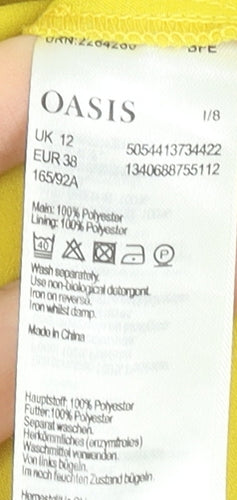 OASIS
1/8
UK 12
EUR 38
165/92A
5054413734422
1340688755112
Main: 100% Polyester
Lining: 100% Polyester
40
P
Wash separately.
Use non-biological detergent.
Iron on reverse.
Iron whilst damp.
Made in China
Hauptstoff: 100% Polyester
Futter: 100% Polyester
Separat waschen.
Herkömmliches (enzymfreies)
Waschmittel verwenden.
Von links bügeln.
Im noch feuchten Zustand bügeln.